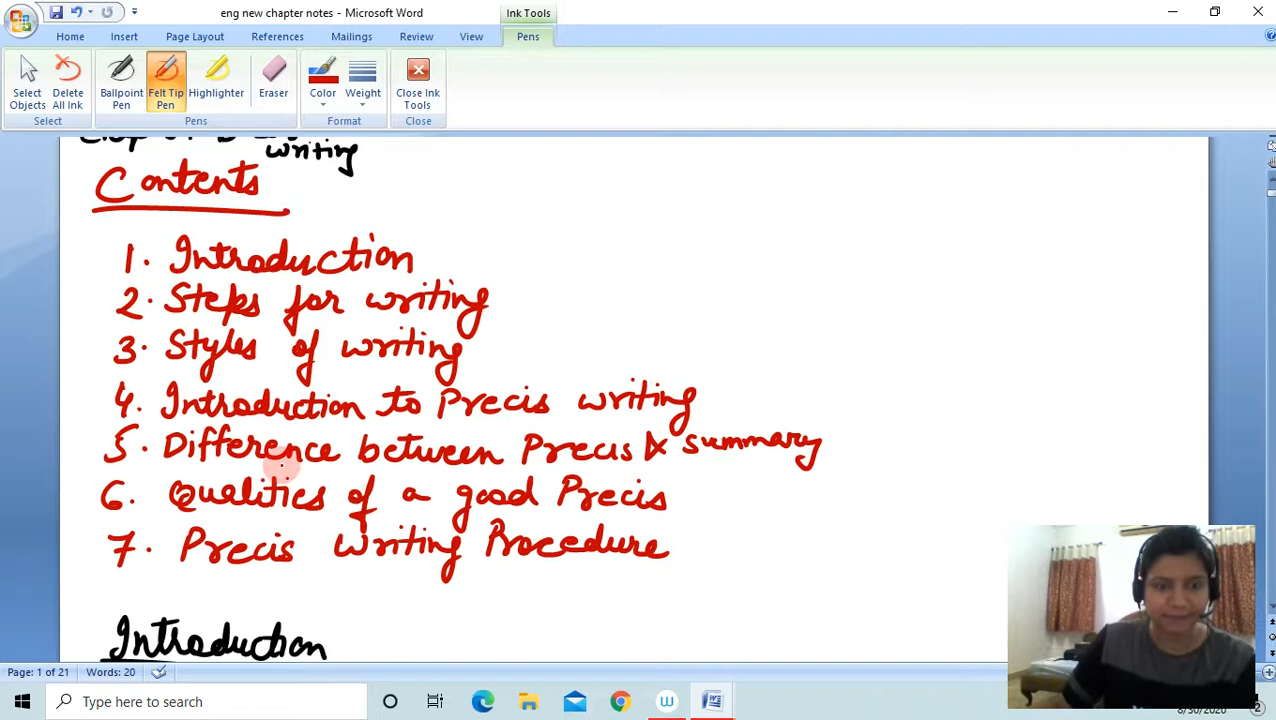 eng new chapter notes - Microsoft Word
Ink Tools
Home Insert Page Layout References Mailings Review View Pens
Select Objects
Delete All Ink
Ballpoint Pen
Felt Tip Pen
Highlighter
Eraser
Color
Weight
Close Ink Tools
Select Pens Format Close
writing
Contents
1. Introduction
2. Steps for writing
3. Styles of writing
4. Introduction to Precis writing
5. Difference between Precis & summary
6. Qualities of a good Precis
7. Precis Writing Procedure
Introduction
Page: 1 of 21 Words: 20
Type here to search
8/30/2020
2